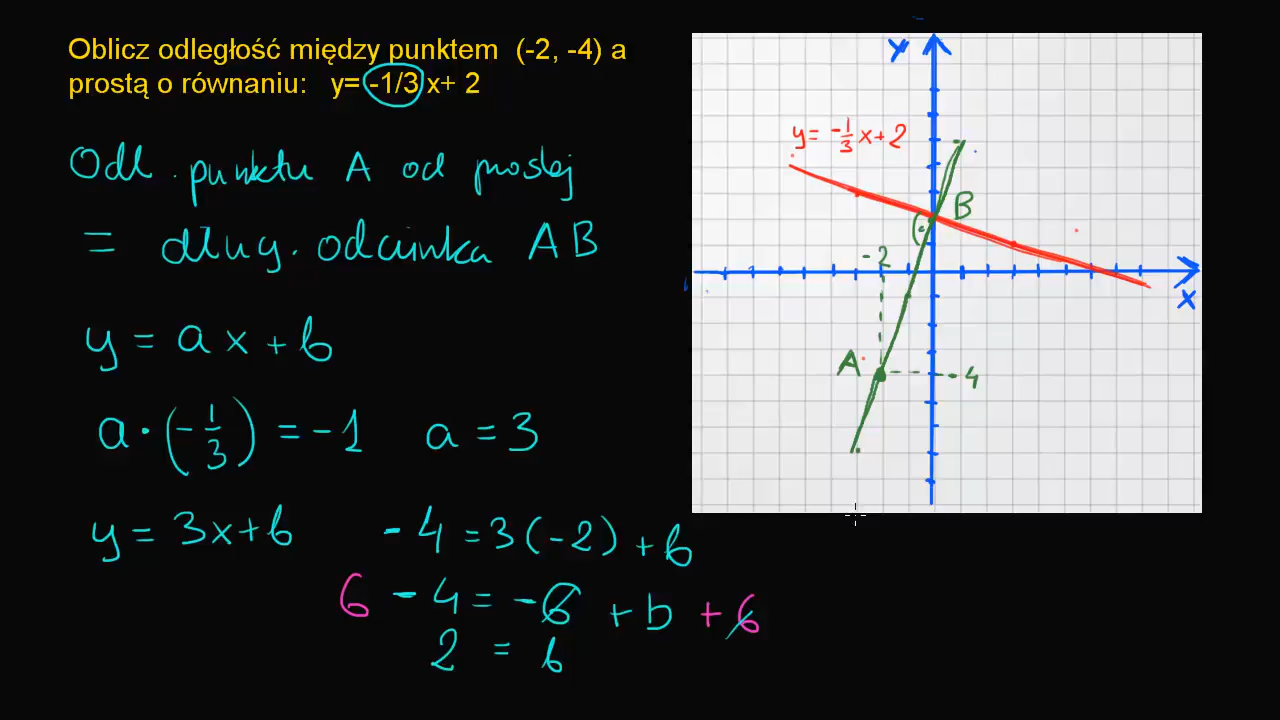 Oblicz odległość między punktem (-2, -4) a
prostą o równaniu: y= -1/3 x+ 2
Odl. punktu A od prostej
= dług. odcinka AB
y = ax + b
a · (-1/3) = -1 a = 3
y = 3x + b -4 = 3(-2) + b
6 - 4 = -6 + b + 6
2 = b
Y
y = -1/3 x + 2
B
-2
X
A
-4